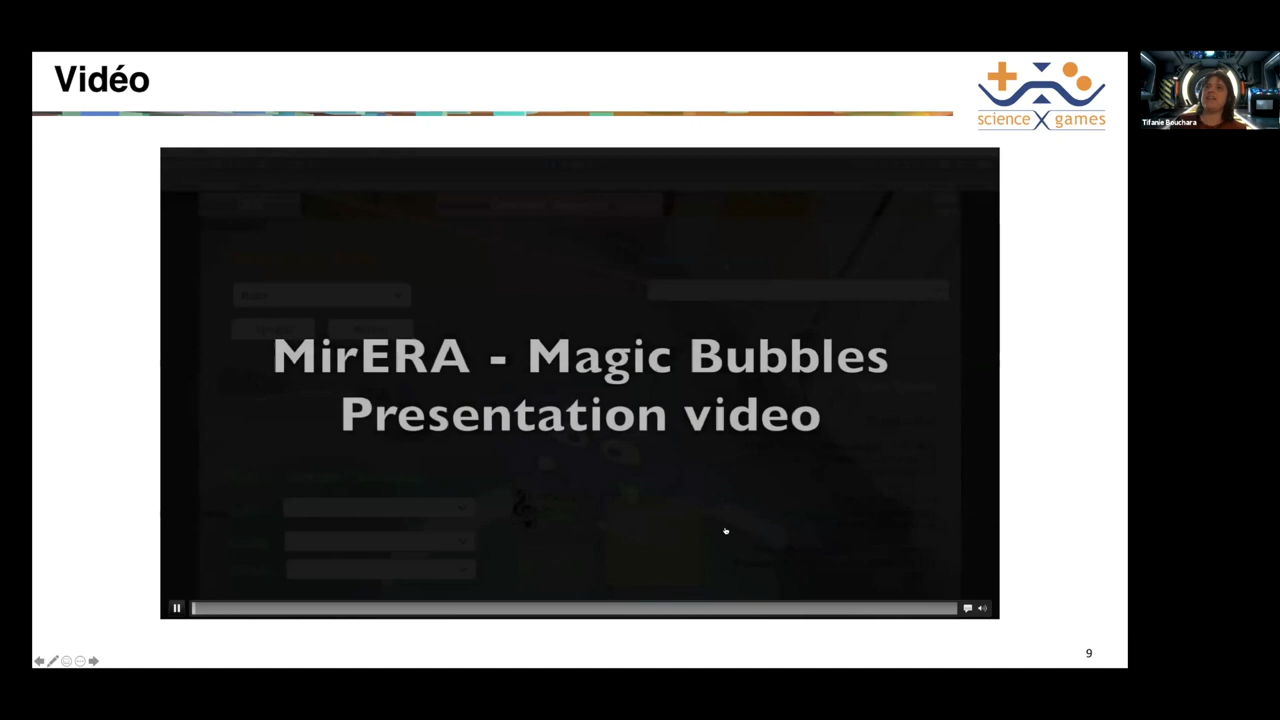 Vidéo
science games
Tifanie Bouchara
MirERA - Magic Bubbles
Presentation video
9